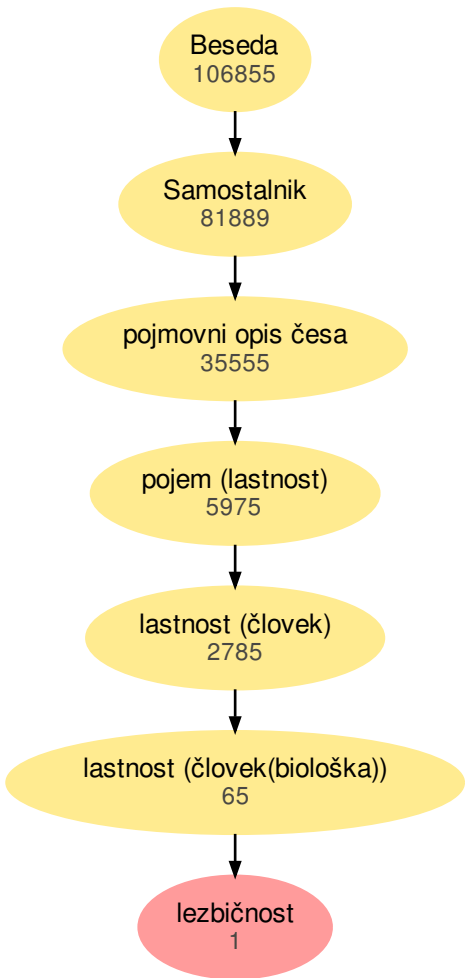 Beseda
106855
Samostalnik
81889
pojmovni opis česa
35555
pojem (lastnost)
5975
lastnost (človek)
2785
lastnost (človek(biološka))
65
lezbičnost
1